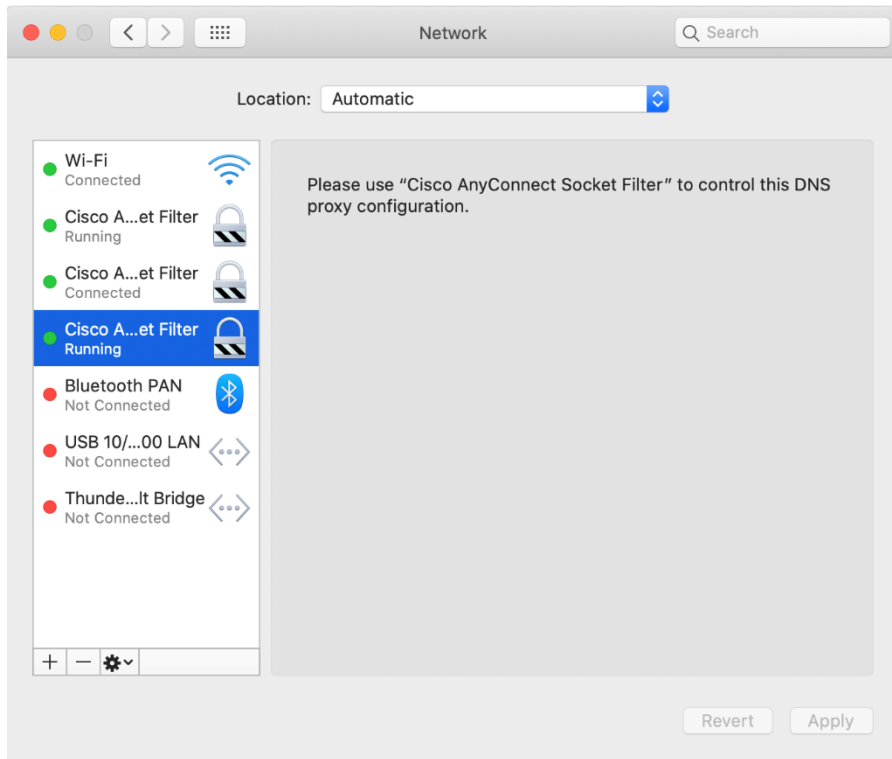 Network
Search
Location: Automatic
Wi-Fi
Connected
Cisco A...et Filter
Running
Cisco A...et Filter
Connected
Cisco A...et Filter
Running
Bluetooth PAN
Not Connected
USB 10/...00 LAN
Not Connected
Thunde...lt Bridge
Not Connected
Please use “Cisco AnyConnect Socket Filter” to control this DNS
proxy configuration.
Revert Apply